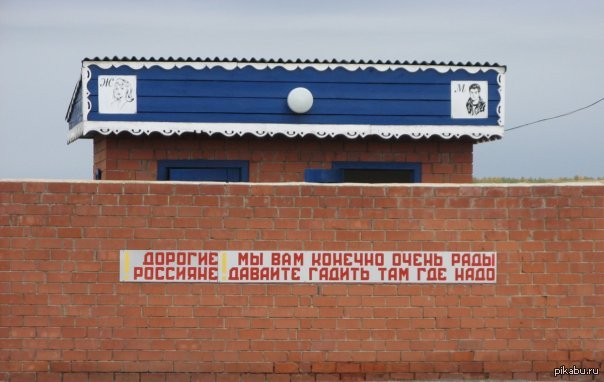 Ж
М
! ДОРОГИЕ РОССИЯНЕ
! МЫ ВАМ КОНЕЧНО ОЧЕНЬ РАДЫ
ДАВАЙТЕ ГАДИТЬ ТАМ ГДЕ НАДО
pikabu.ru